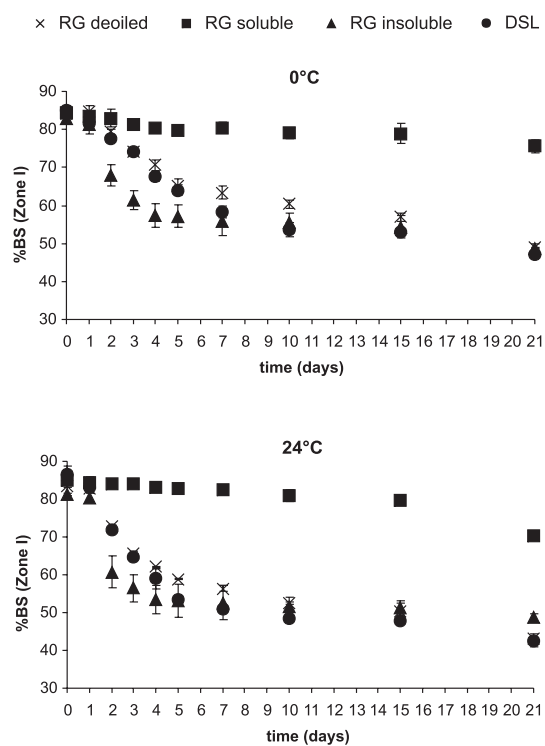 × RG deoiled ■ RG soluble ▲ RG insoluble ● DSL
0°C
90
80
70
60
50
40
30
%BS (Zone I)
0 1 2 3 4 5 6 7 8 9 10 11 12 13 14 15 16 17 18 19 20 21
time (days)
24°C
90
80
70
60
50
40
30
%BS (Zone I)
0 1 2 3 4 5 6 7 8 9 10 11 12 13 14 15 16 17 18 19 20 21
time (days)